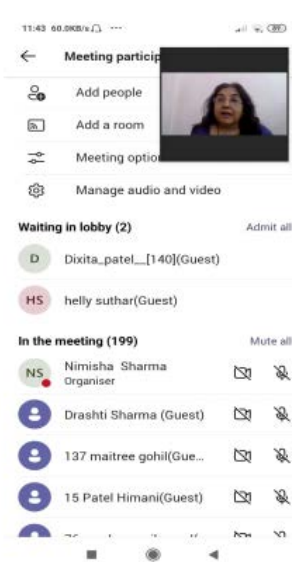 11:43 60.0KB/s
Meeting particip
Add people
Add a room
Meeting optio
Manage audio and video
Waiting in lobby (2) Admit all
D Dixita_patel__[140](Guest)
HS helly suthar(Guest)
In the meeting (199) Mute all
NS Nimisha Sharma
Organiser
Drashti Sharma (Guest)
137 maitree gohil(Gue...
15 Patel Himani(Guest)